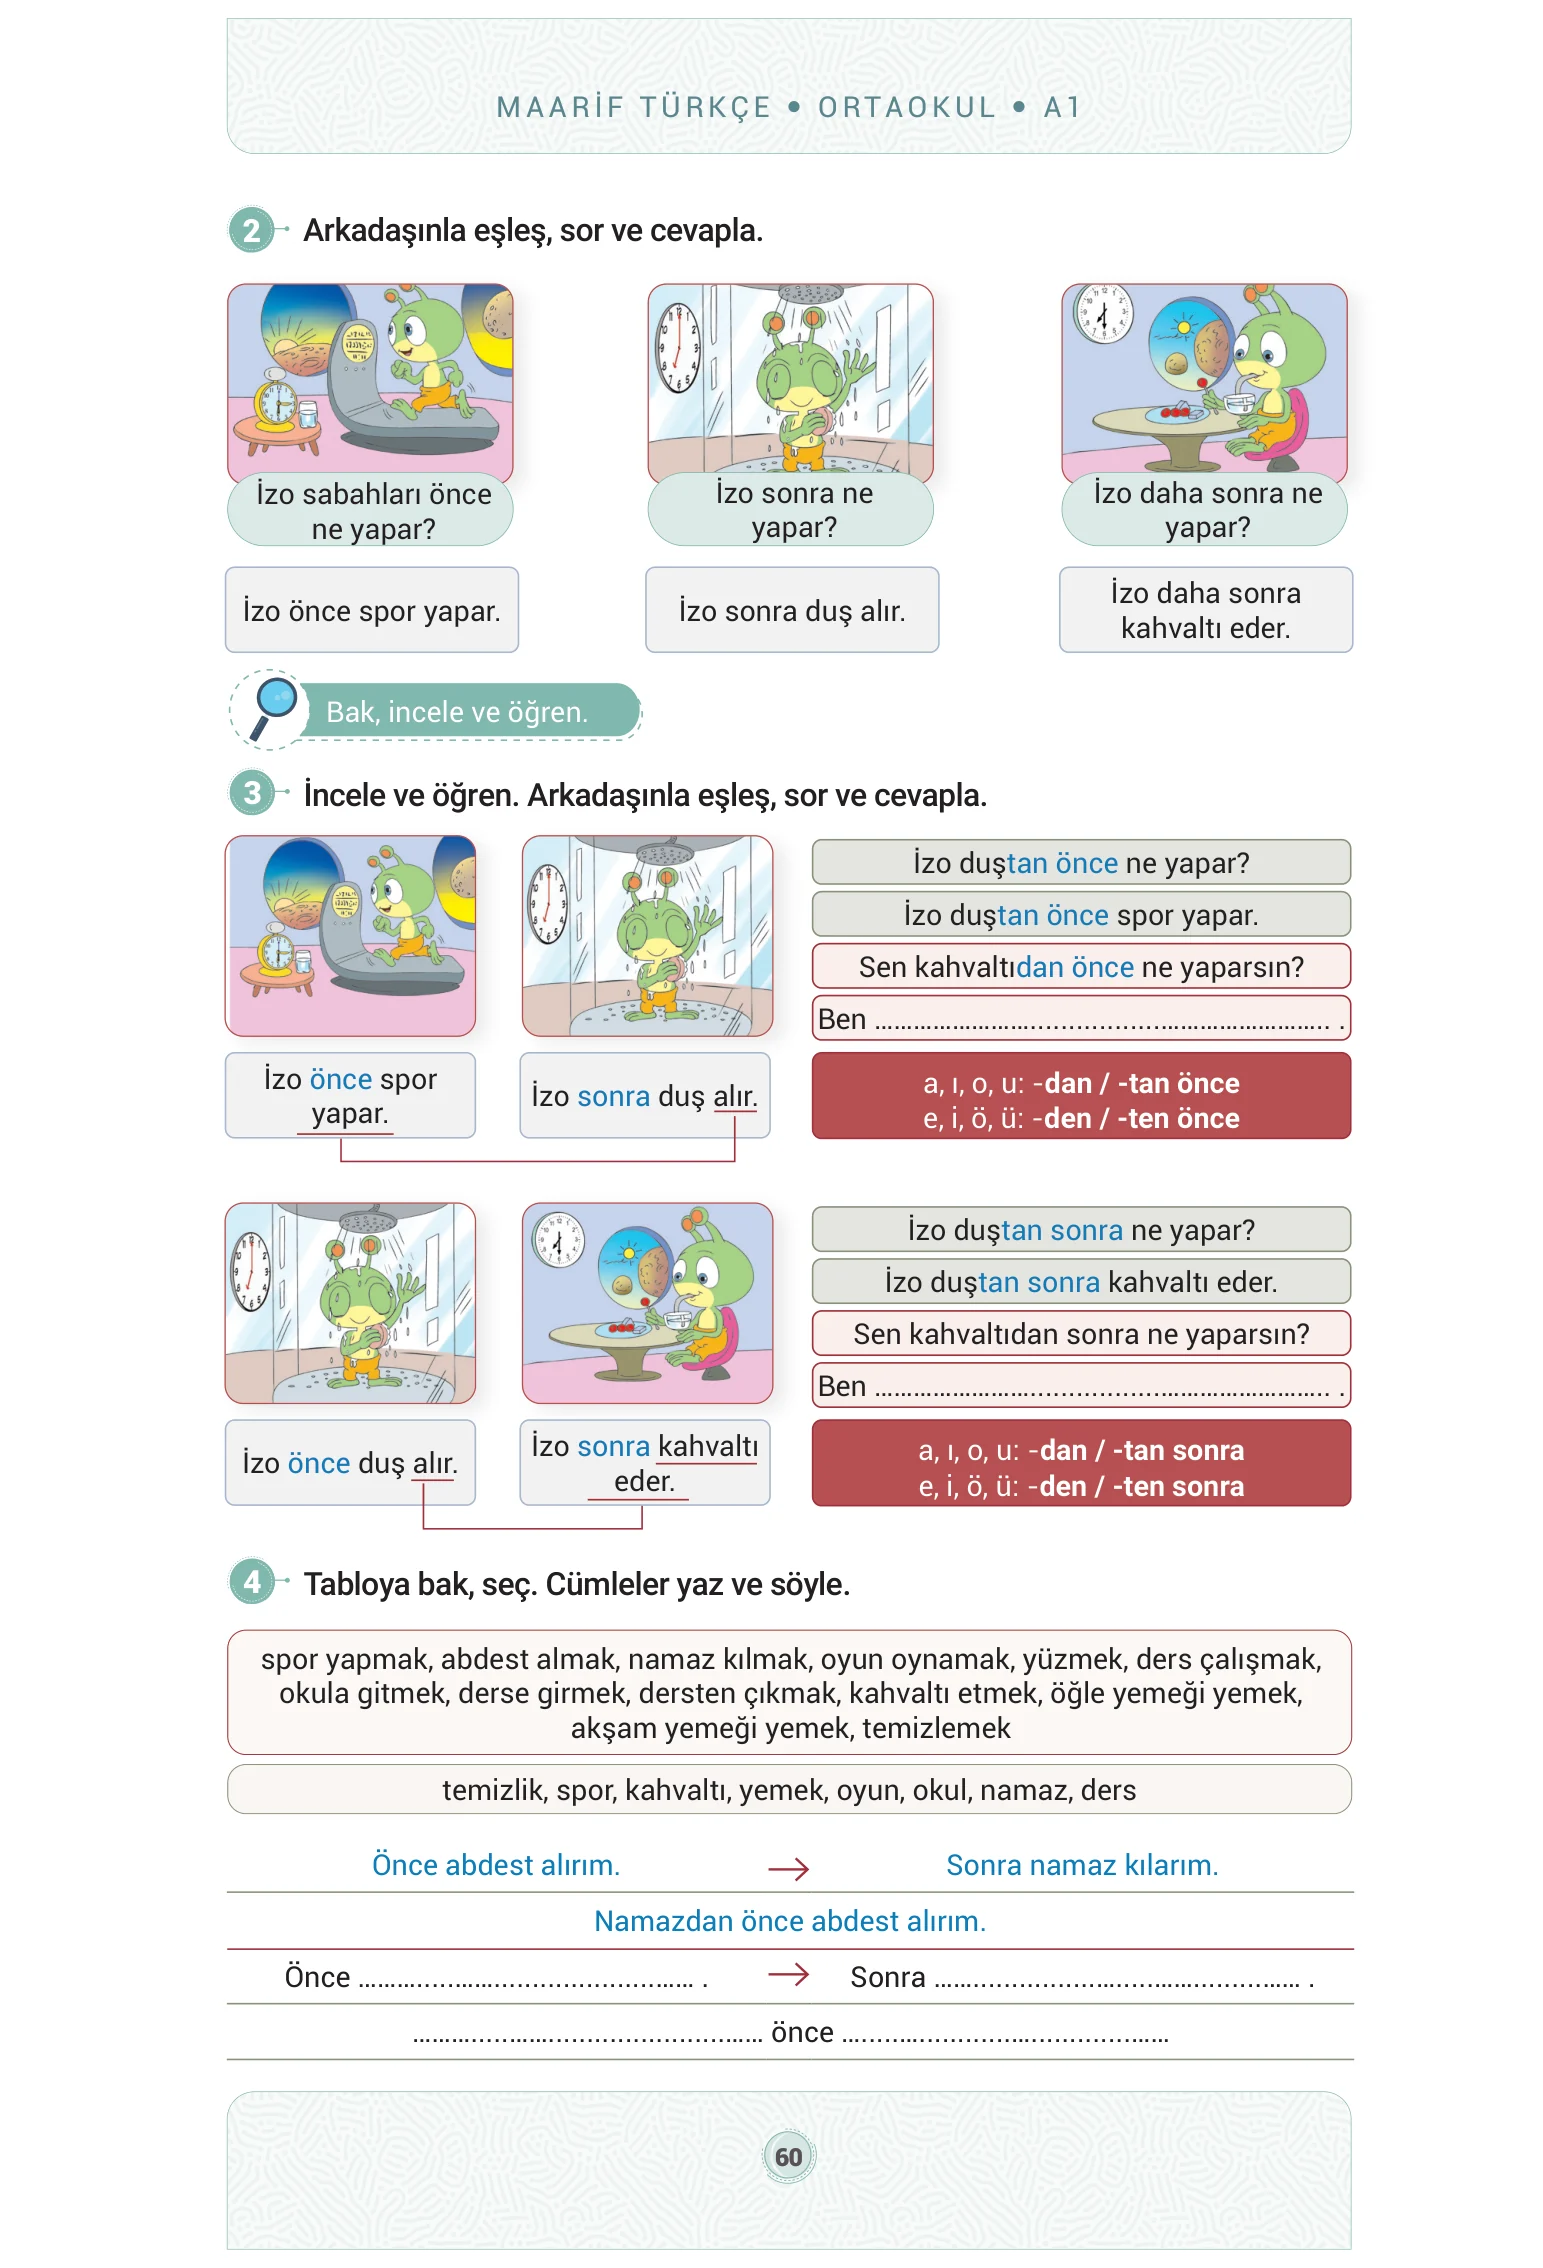 MAARİF TÜRKÇE • ORTAOKUL • A1
2 Arkadaşınla eşleş, sor ve cevapla.
İzo sabahları önce
ne yapar?
İzo sonra ne
yapar?
İzo daha sonra ne
yapar?
İzo önce spor yapar.
İzo sonra duş alır.
İzo daha sonra
kahvaltı eder.
Bak, incele ve öğren.
3 İncele ve öğren. Arkadaşınla eşleş, sor ve cevapla.
İzo duştan önce ne yapar?
İzo duştan önce spor yapar.
Sen kahvaltıdan önce ne yaparsın?
Ben ........................................................ .
İzo önce spor
yapar.
İzo sonra duş alır.
a, ı, o, u: -dan / -tan önce
e, i, ö, ü: -den / -ten önce
İzo duştan sonra ne yapar?
İzo duştan sonra kahvaltı eder.
Sen kahvaltıdan sonra ne yaparsın?
Ben ........................................................ .
İzo önce duş alır.
İzo sonra kahvaltı
eder.
a, ı, o, u: -dan / -tan sonra
e, i, ö, ü: -den / -ten sonra
4 Tabloya bak, seç. Cümleler yaz ve söyle.
spor yapmak, abdest almak, namaz kılmak, oyun oynamak, yüzmek, ders çalışmak,
okula gitmek, derse girmek, dersten çıkmak, kahvaltı etmek, öğle yemeği yemek,
akşam yemeği yemek, temizlemek
temizlik, spor, kahvaltı, yemek, oyun, okul, namaz, ders
Önce abdest alırım. → Sonra namaz kılarım.
Namazdan önce abdest alırım.
Önce .......................................... . → Sonra .............................................. .
............................................ önce .........................................
60